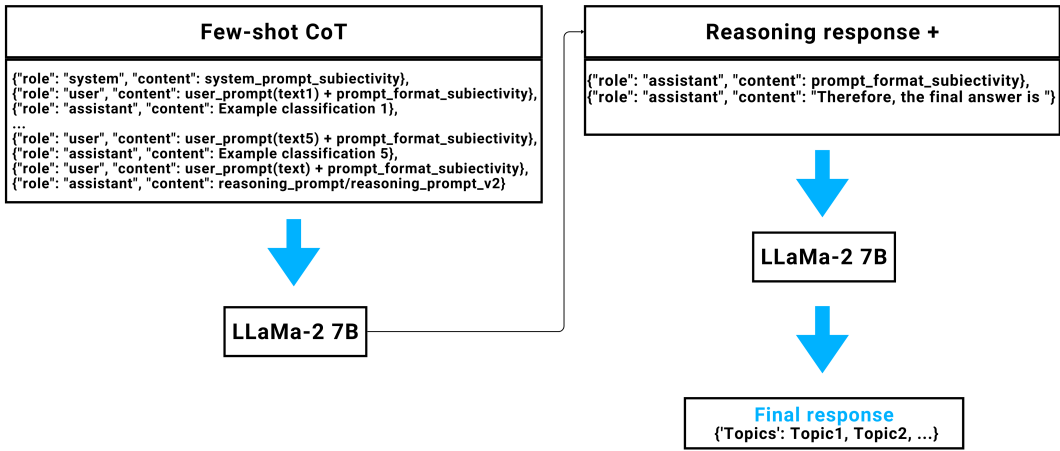 Few-shot CoT
{"role": "system", "content": system_prompt_subiectivity},
{"role": "user", "content": user_prompt(text1) + prompt_format_subiectivity},
{"role": "assistant", "content": Example classification 1},
...
{"role": "user", "content": user_prompt(text5) + prompt_format_subiectivity},
{"role": "assistant", "content": Example classification 5},
{"role": "user", "content": user_prompt(text) + prompt_format_subiectivity},
{"role": "assistant", "content": reasoning_prompt/reasoning_prompt_v2}
LLaMa-2 7B
Reasoning response +
{"role": "assistant", "content": prompt_format_subiectivity},
{"role": "assistant", "content": "Therefore, the final answer is "}
LLaMa-2 7B
Final response
{'Topics': Topic1, Topic2, ...}